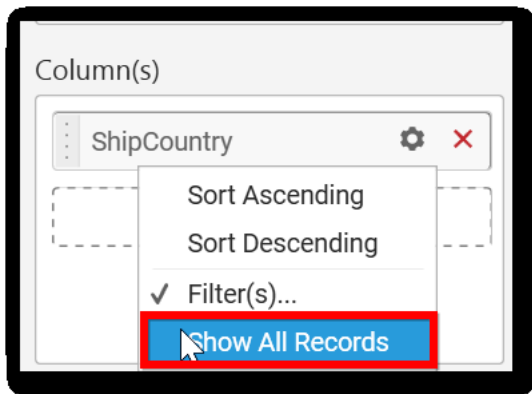 Column(s)
ShipCountry
Sort Ascending
Sort Descending
Filter(s)...
Show All Records